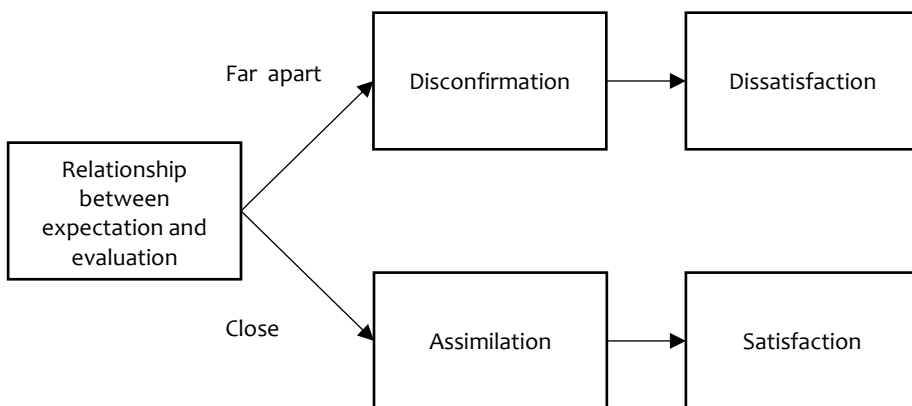 Far apart
Disconfirmation
Dissatisfaction
Relationship
between
expectation and
evaluation
Close
Assimilation
Satisfaction